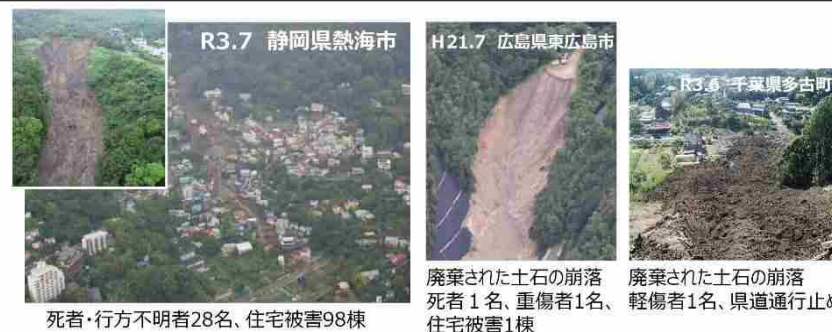 R3.7 静岡県熱海市
死者・行方不明者28名、住宅被害98棟
H21.7 広島県東広島市
廃棄された土石の崩落
死者1名、重傷者1名、
住宅被害1棟
R3.6 千葉県多古町
廃棄された土石の崩落
軽傷者1名、県道通行止め